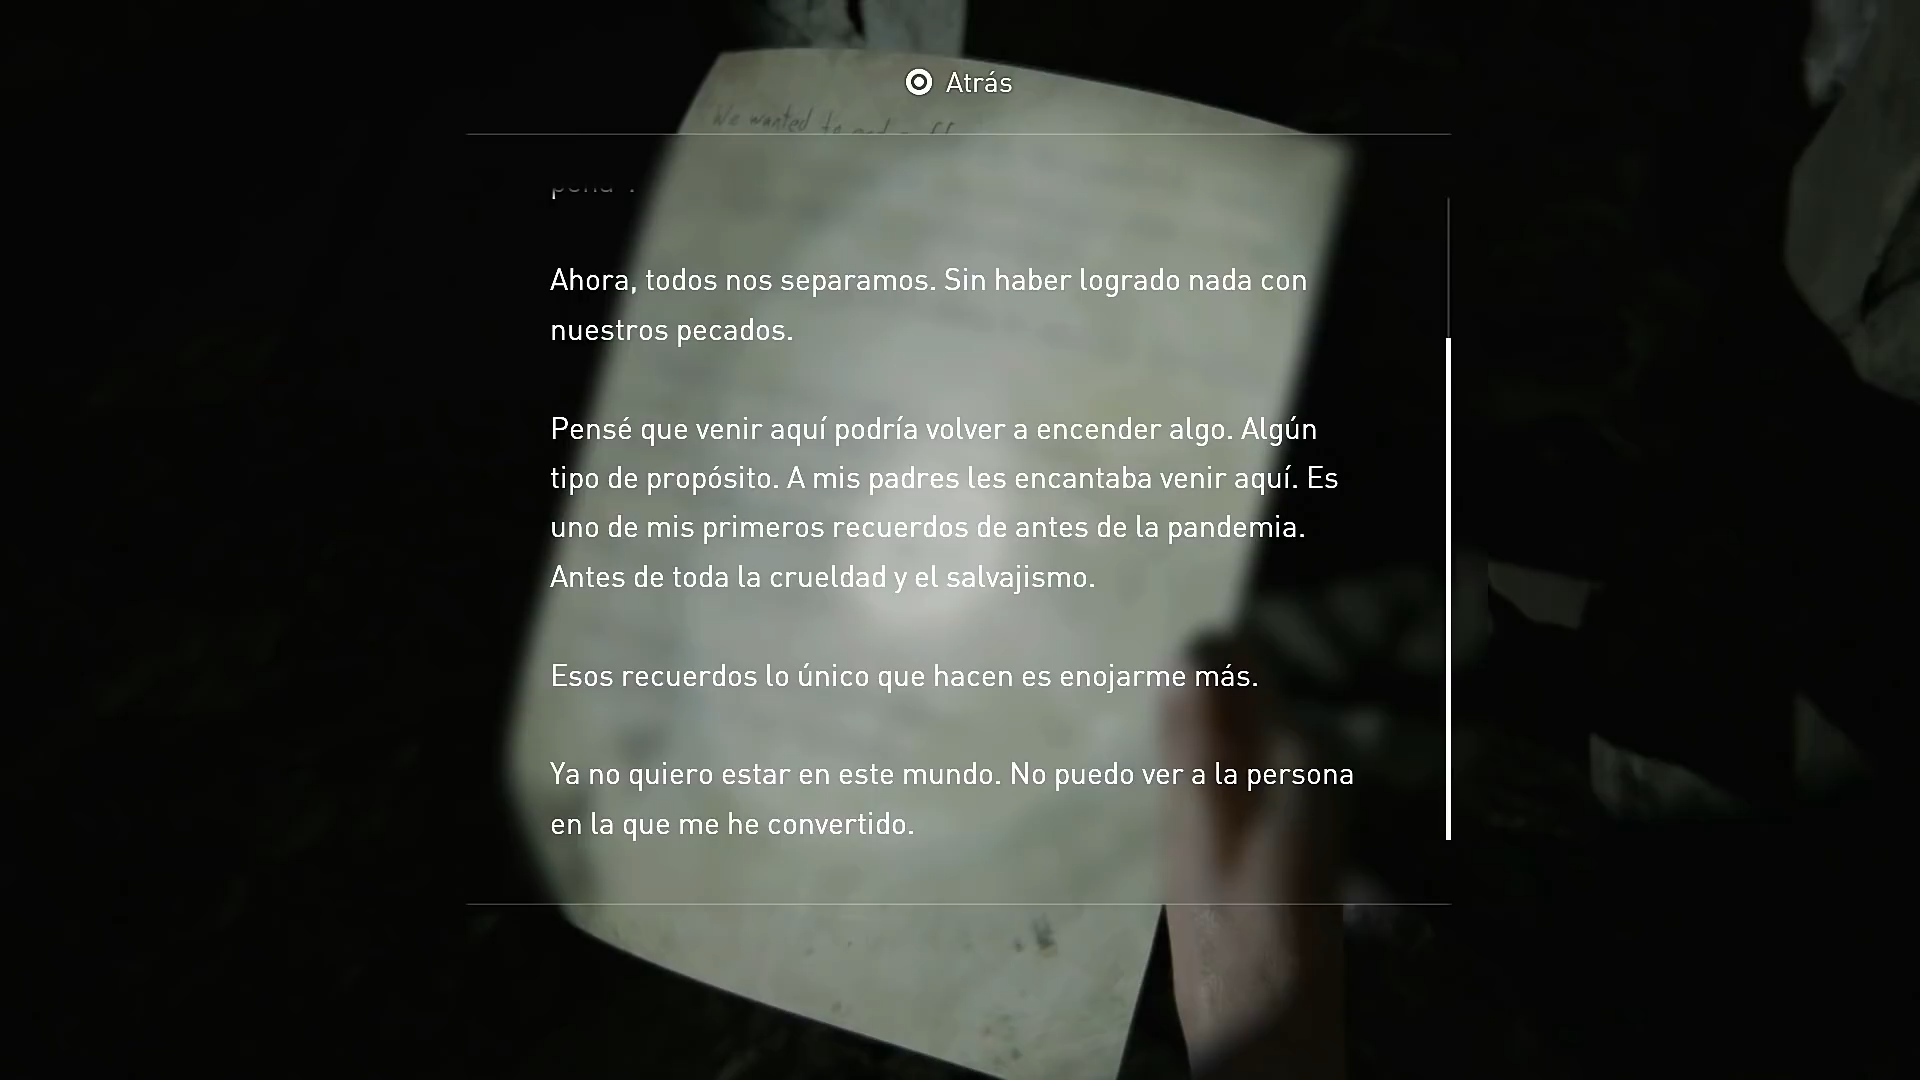 Atrás
We wanted to
Ahora, todos nos separamos. Sin haber logrado nada con
nuestros pecados.
Pensé que venir aquí podría volver a encender algo. Algún
tipo de propósito. A mis padres les encantaba venir aquí. Es
uno de mis primeros recuerdos de antes de la pandemia.
Antes de toda la crueldad y el salvajismo.
Esos recuerdos lo único que hacen es enojarme más.
Ya no quiero estar en este mundo. No puedo ver a la persona
en la que me he convertido.